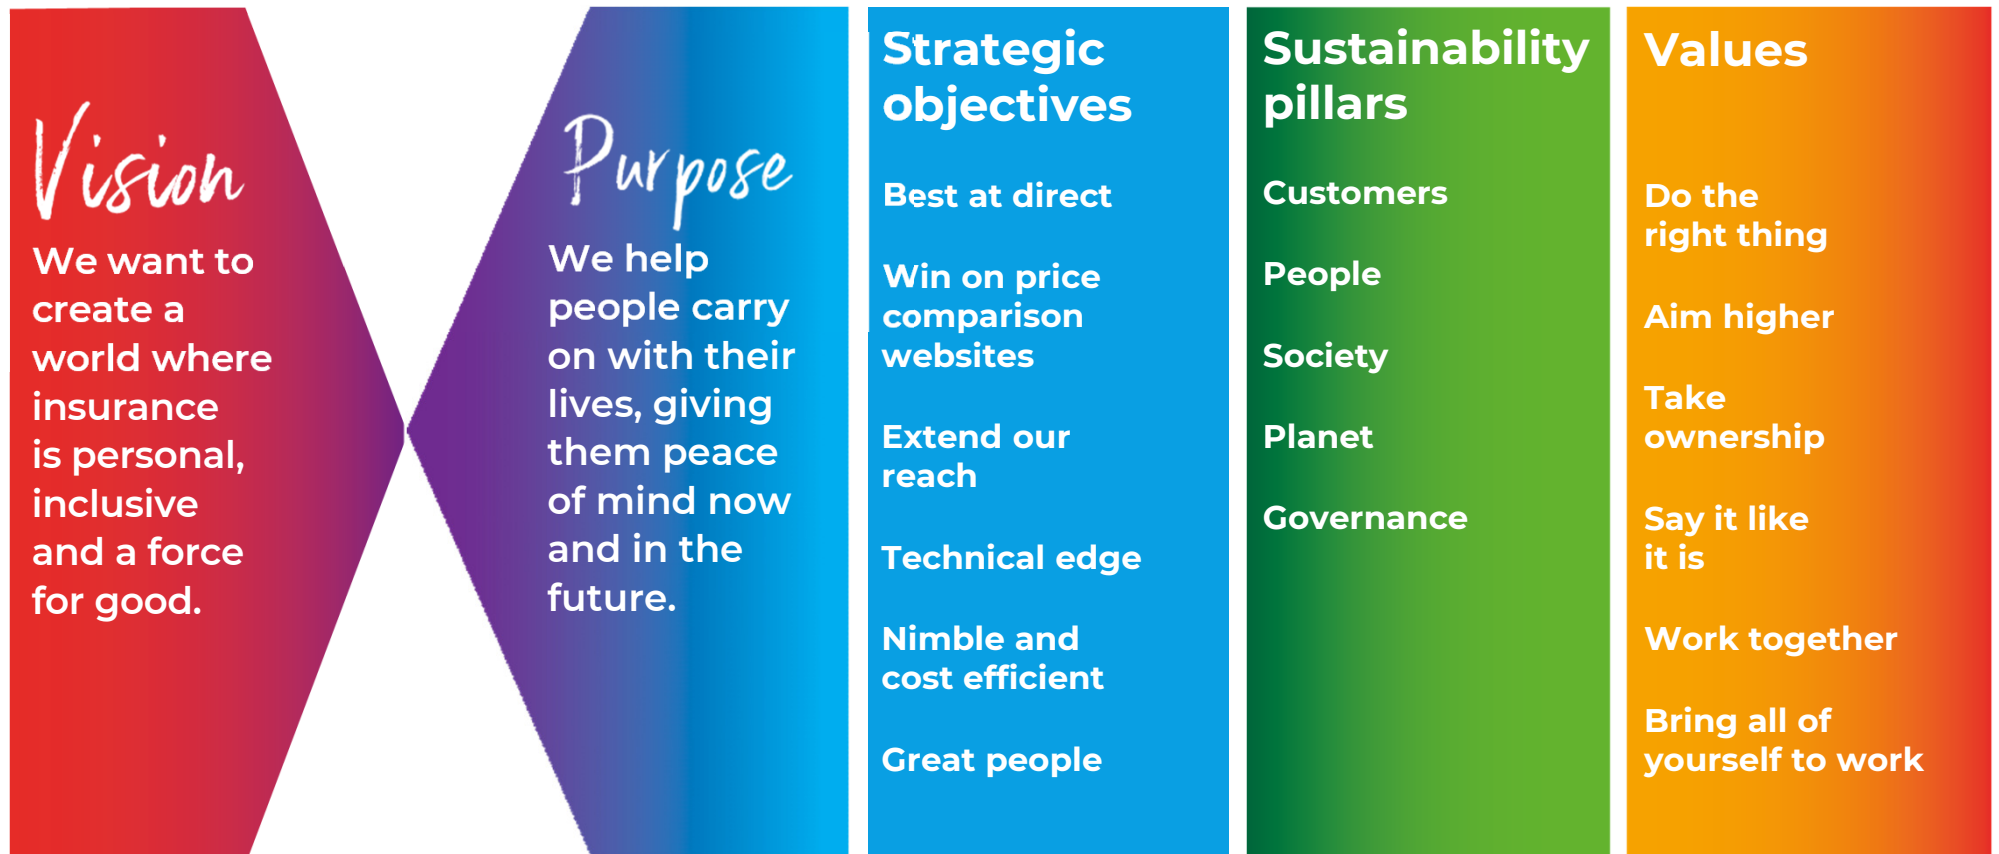 Vision
We want to
create a
world where
insurance
is personal,
inclusive
and a force
for good.
Purpose
We help
people carry
on with their
lives, giving
them peace
of mind now
and in the
future.
Strategic
objectives
Best at direct
Win on price
comparison
websites
Extend our
reach
Technical edge
Nimble and
cost efficient
Great people
Sustainability
pillars
Customers
People
Society
Planet
Governance
Values
Do the
right thing
Aim higher
Take
ownership
Say it like
it is
Work together
Bring all of
yourself to work